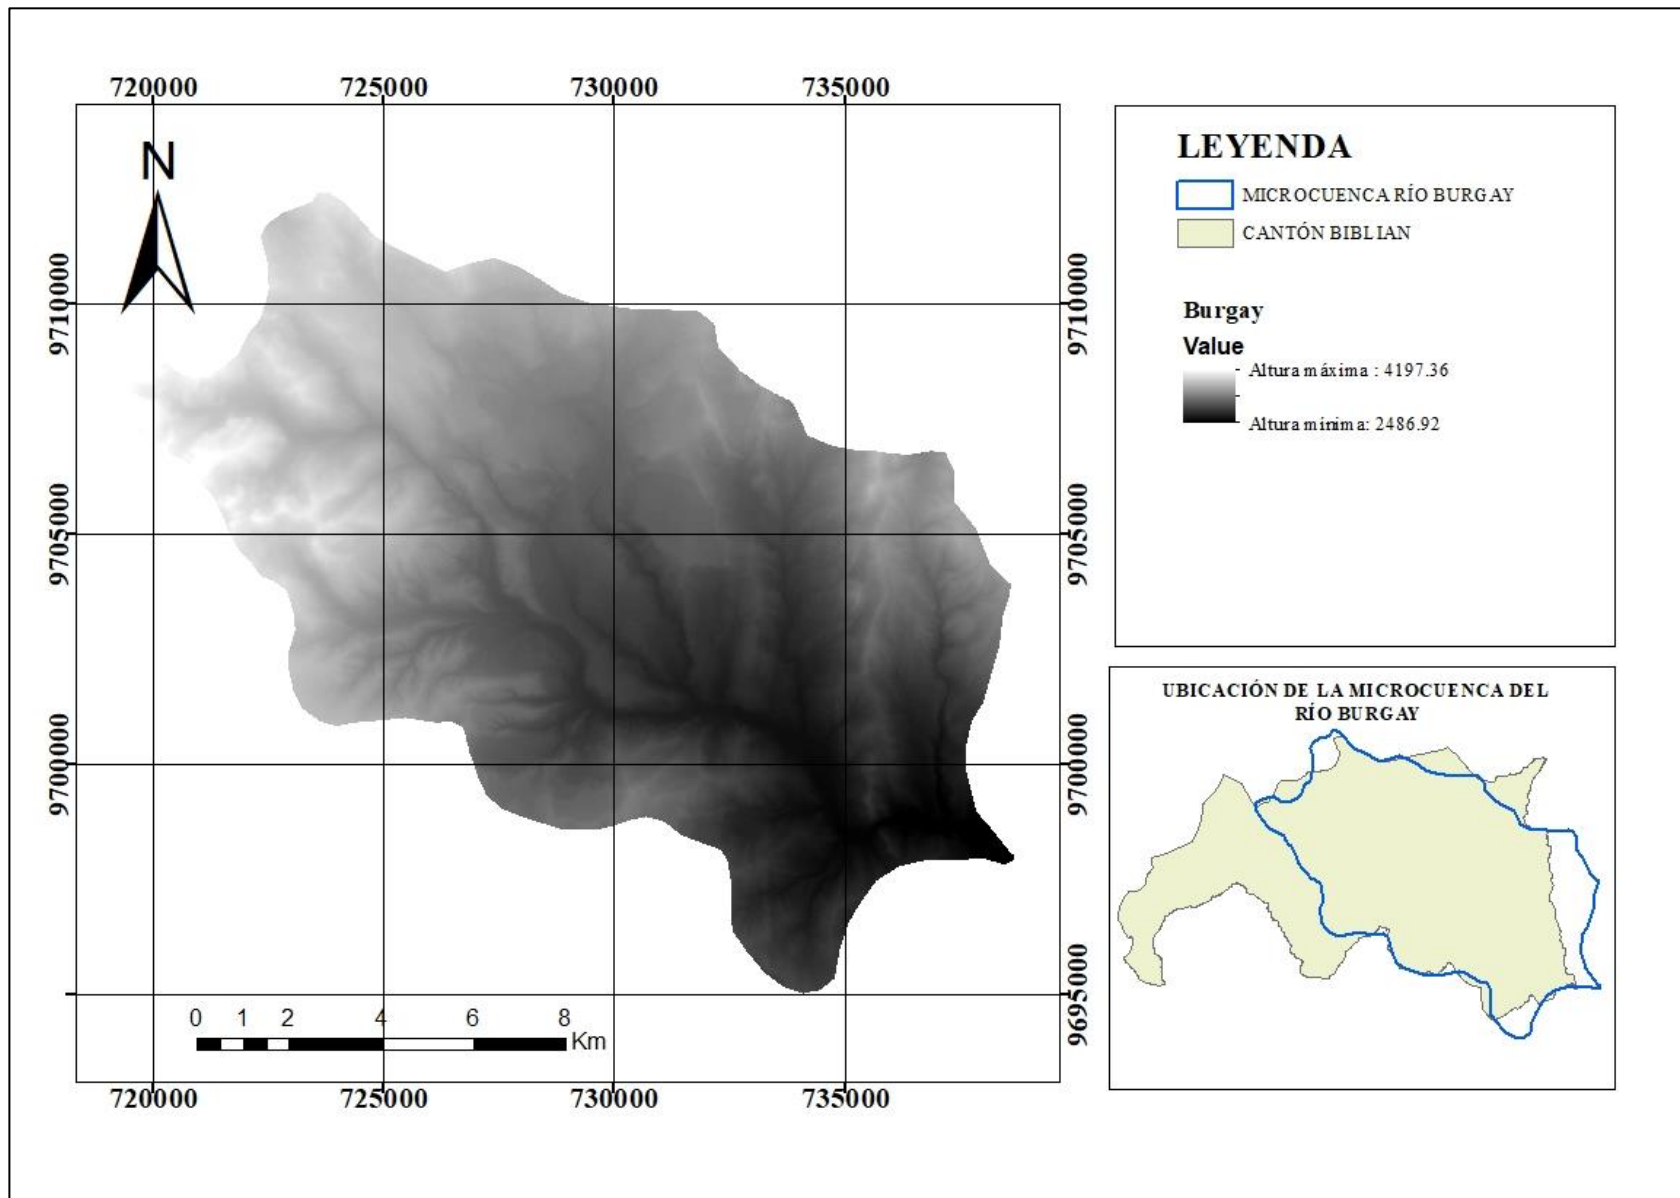 720000 725000 730000 735000
N
9710000
9705000
9700000
9710000
9705000
9700000
9695000
0 1 2 4 6 8
Km
720000 725000 730000 735000
LEYENDA
MICROCUENCA RÍO BURGAY
CANTÓN BIBLIAN
Burgay
Value
Altura máxima : 4197.36
Altura mínima: 2486.92
UBICACIÓN DE LA MICROCUENCA DEL
RÍO BURGAY